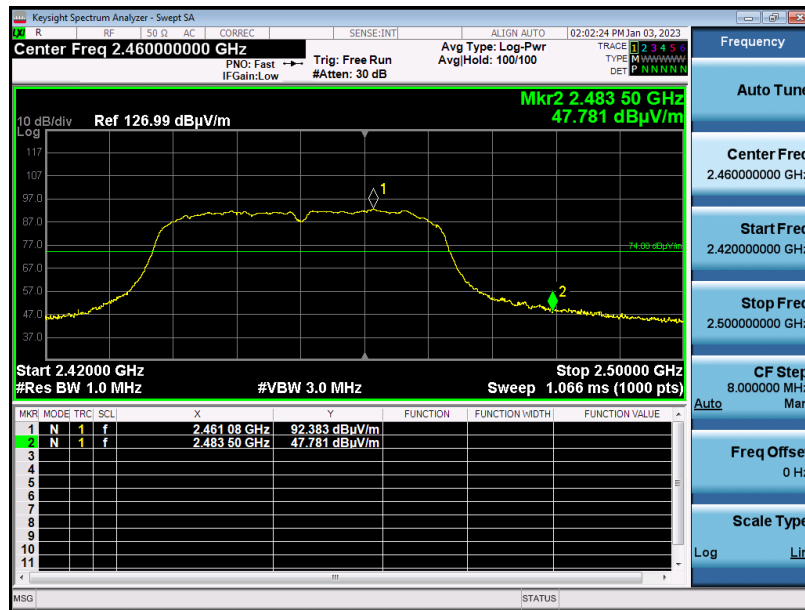 Keysight Spectrum Analyzer - Swept SA
R RF 50 Ω AC CORREC SENSE:INT ALIGN AUTO 02:02:24 PM Jan 03, 2023
Center Freq 2.460000000 GHz
PNO: Fast
IFGain:Low
Trig: Free Run
#Atten: 30 dB
Avg Type: Log-Pwr
Avg|Hold: 100/100
TRACE 1 2 3 4 5 6
TYPE M W W W W W
DET P N N N N N
Mkr2 2.483 50 GHz
47.781 dBµV/m
10 dB/div Ref 126.99 dBµV/m
Log
117
107
97.0
87.0
77.0
67.0
57.0
47.0
37.0
1
2
74.00 dBµV/m
Start 2.42000 GHz Stop 2.50000 GHz
#Res BW 1.0 MHz #VBW 3.0 MHz Sweep 1.066 ms (1000 pts)
MKR MODE TRC SCL X Y FUNCTION FUNCTION WIDTH FUNCTION VALUE
1 N 1 f 2.461 08 GHz 92.383 dBµV/m
2 N 1 f 2.483 50 GHz 47.781 dBµV/m
3
4
5
6
7
8
9
10
11
MSG STATUS
Frequency
Auto Tune
Center Freq
2.460000000 GHz
Start Freq
2.420000000 GHz
Stop Freq
2.500000000 GHz
CF Step
8.000000 MHz
Auto Man
Freq Offset
0 Hz
Scale Type
Log Lin